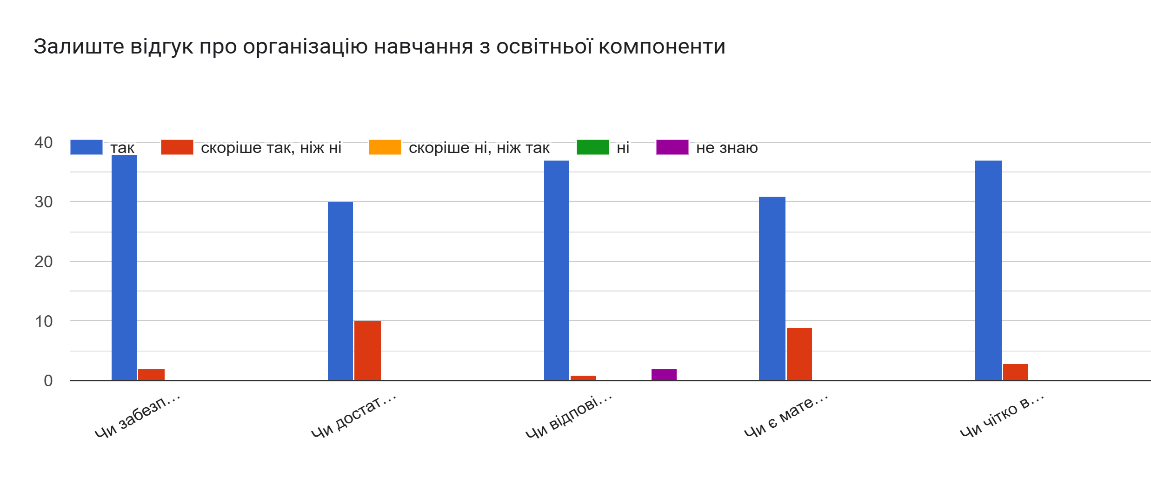 Залиште відгук про організацію навчання з освітньої компоненти
так скоріше так, ніж ні скоріше ні, ніж так ні не знаю
40
30
20
10
0
Чи забезп… Чи достат… Чи відпові… Чи є мате… Чи чітко в…